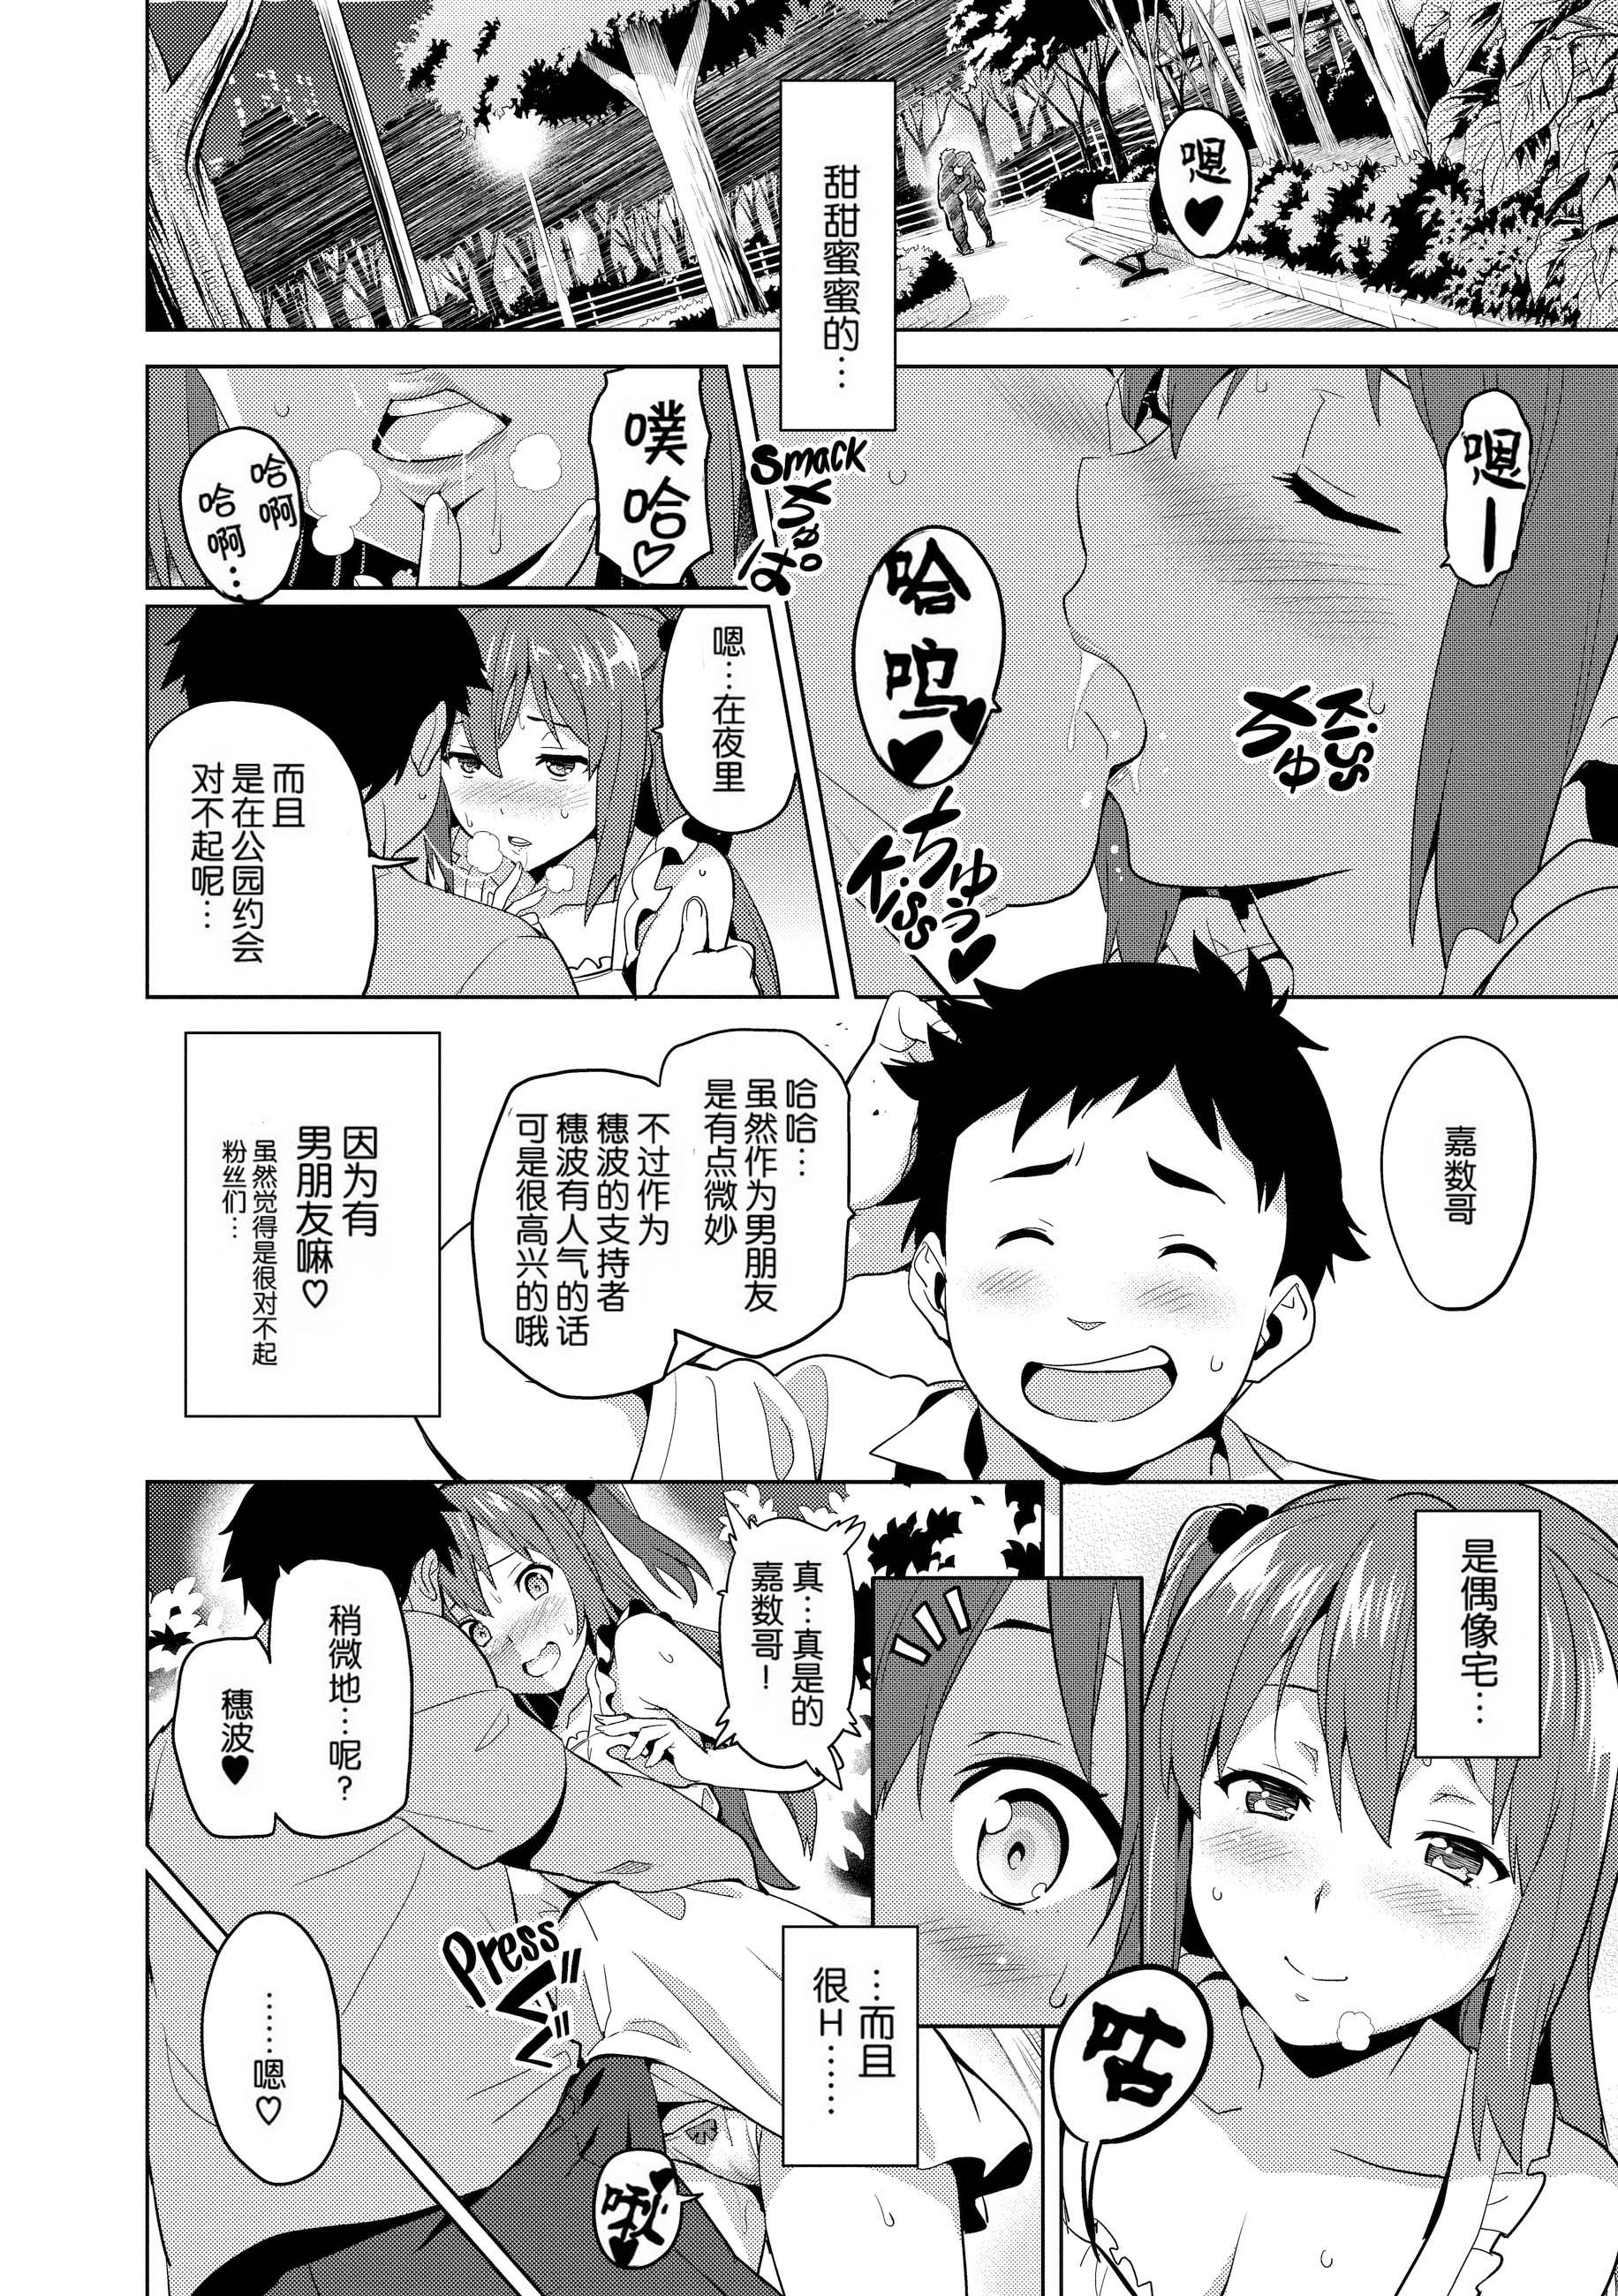 嗯♥
甜甜蜜蜜的…
嗯ー
Smack
ちゅ
ぱ。
哈
呜♥
♥
Kiss
ちゅ
Kiss
ちゅう♥
噗
哈
♡
哈啊
哈啊…
嗯…在夜里
而且
是在公园约会
对不起呢…
嘉数哥
哈哈…
虽然作为男朋友
是有点微妙
不过作为
穗波的支持者
穗波有人气的话
可是很高兴的哦
因为有
男朋友嘛♡
虽然觉得是很对不起
粉丝们…
是偶像宅…
咕
真…真是的
嘉数哥！
稍微地…呢？
穗波♥
…而且
很H……
Press
ぐっ
啾
♥
♥
……嗯♡